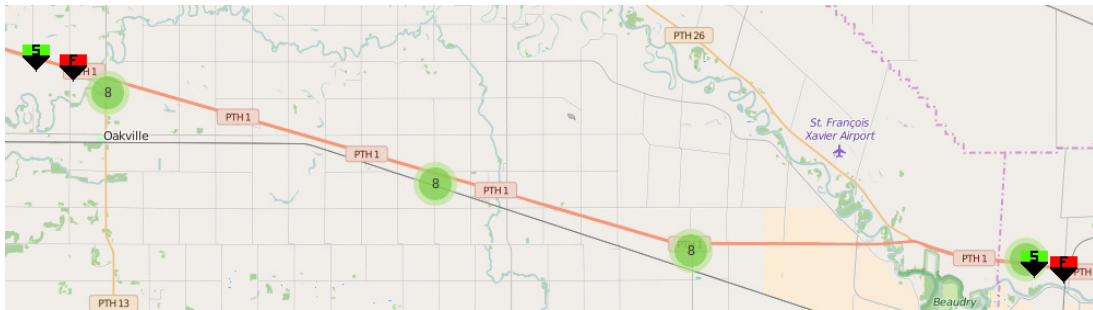 PTH 26
S
F
PTH 1
8
PTH 1
Oakville
St. François
Xavier Airport
PTH 1
8
PTH 1
8
PTH 1
S
F
PTH
PTH 13
Beaudry